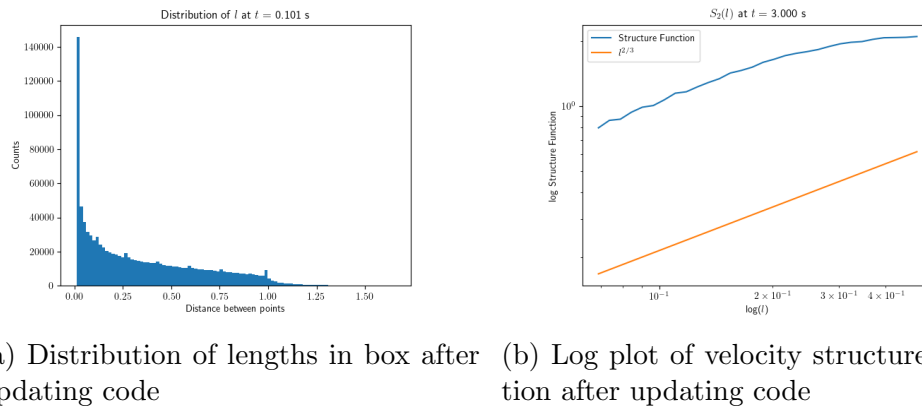 Distribution of l at t = 0.101 s
140000
120000
100000
80000
60000
40000
20000
0
Counts
0.00 0.25 0.50 0.75 1.00 1.25 1.50
Distance between points
) Distribution of lengths in box after
pdating code
S₂(l) at t = 3.000 s
Structure Function
l^{2/3}
10⁰
log Structure Function
10⁻¹ 2 × 10⁻¹ 3 × 10⁻¹ 4 × 10⁻¹
log(l)
(b) Log plot of velocity structure
tion after updating code